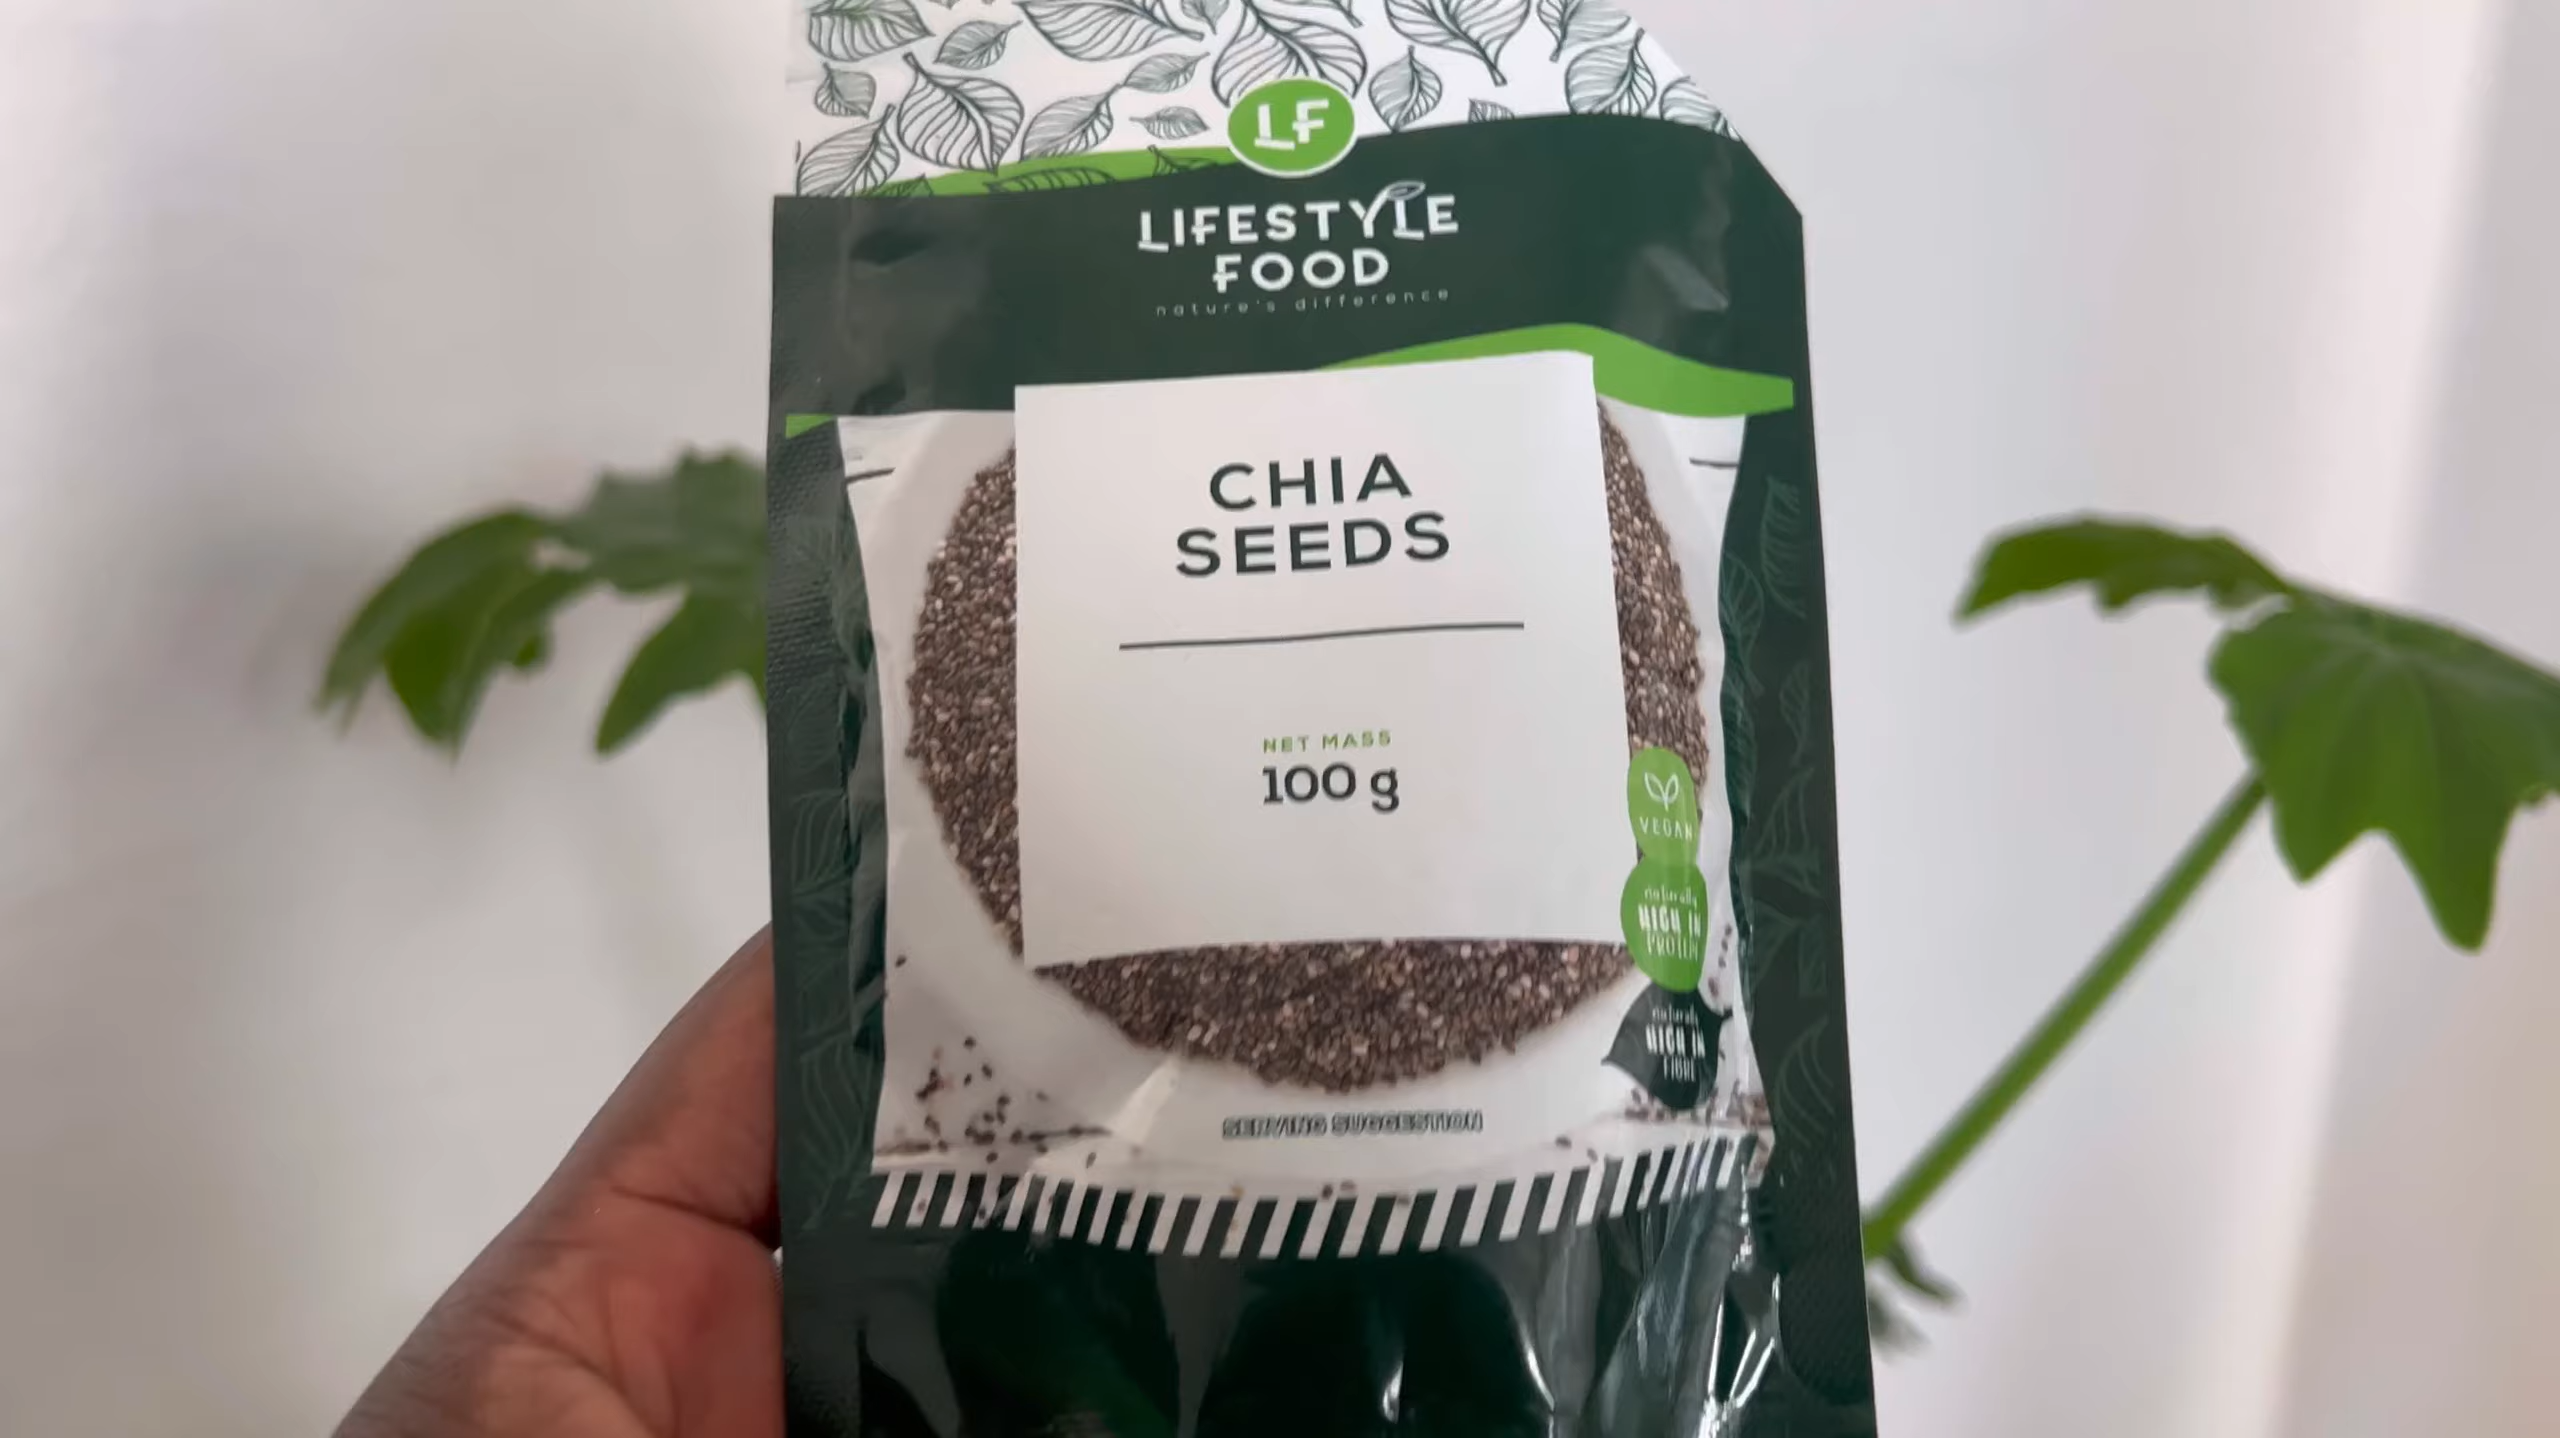 LF
LIFESTYLE
FOOD
nature's difference
CHIA
SEEDS
NET MASS
100 g
VEGAN
naturally
HIGH IN
PROTEIN
naturally
HIGH IN
FIBRE
SERVING SUGGESTION